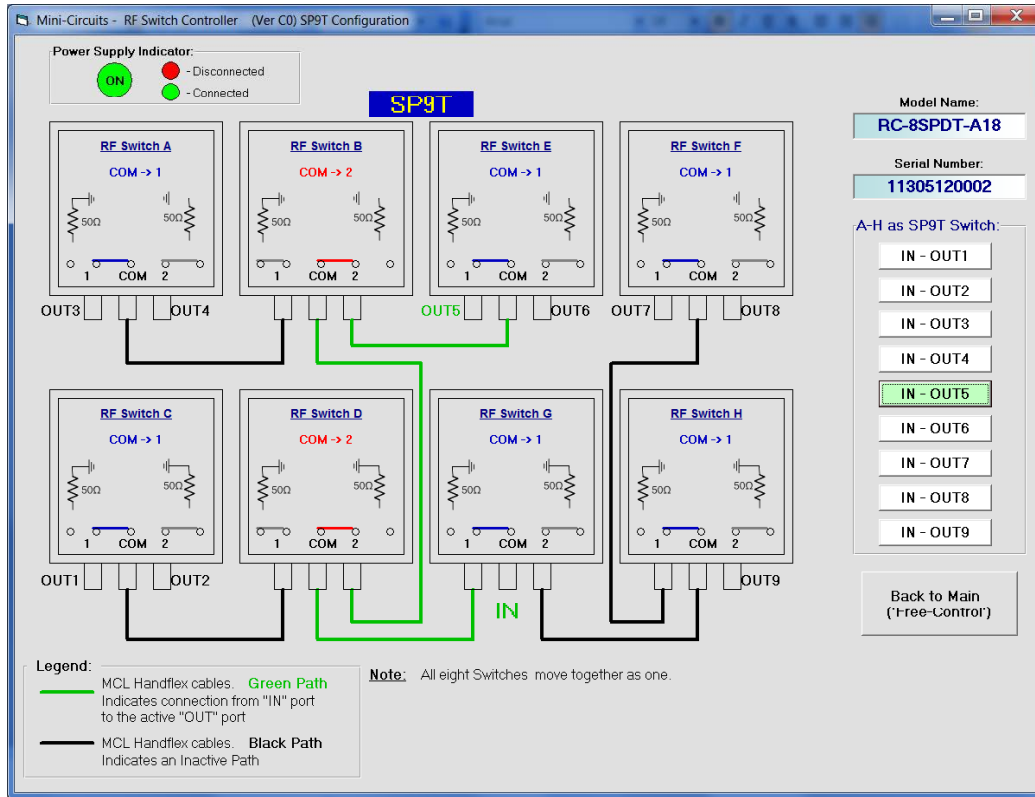 Mini-Circuits - RF Switch Controller (Ver C0) SP9T Configuration
Power Supply Indicator:
ON
- Disconnected
- Connected
SP9T
Model Name:
RC-8SPDT-A18
Serial Number:
11305120002
RF Switch A
COM -> 1
50Ω
50Ω
1 COM 2
OUT3
OUT4
RF Switch B
COM -> 2
50Ω
50Ω
1 COM 2
RF Switch E
COM -> 1
50Ω
50Ω
1 COM 2
OUT5
OUT6
RF Switch F
COM -> 1
50Ω
50Ω
1 COM 2
OUT7
OUT8
RF Switch C
COM -> 1
50Ω
50Ω
1 COM 2
OUT1
OUT2
RF Switch D
COM -> 2
50Ω
50Ω
1 COM 2
RF Switch G
COM -> 1
50Ω
50Ω
1 COM 2
IN
RF Switch H
COM -> 1
50Ω
50Ω
1 COM 2
OUT9
A-H as SP9T Switch:
IN - OUT1
IN - OUT2
IN - OUT3
IN - OUT4
IN - OUT5
IN - OUT6
IN - OUT7
IN - OUT8
IN - OUT9
Back to Main
('Free-Control')
Legend:
MCL Handflex cables. Green Path
Indicates connection from "IN" port
to the active "OUT" port
MCL Handflex cables. Black Path
Indicates an Inactive Path
Note: All eight Switches move together as one.